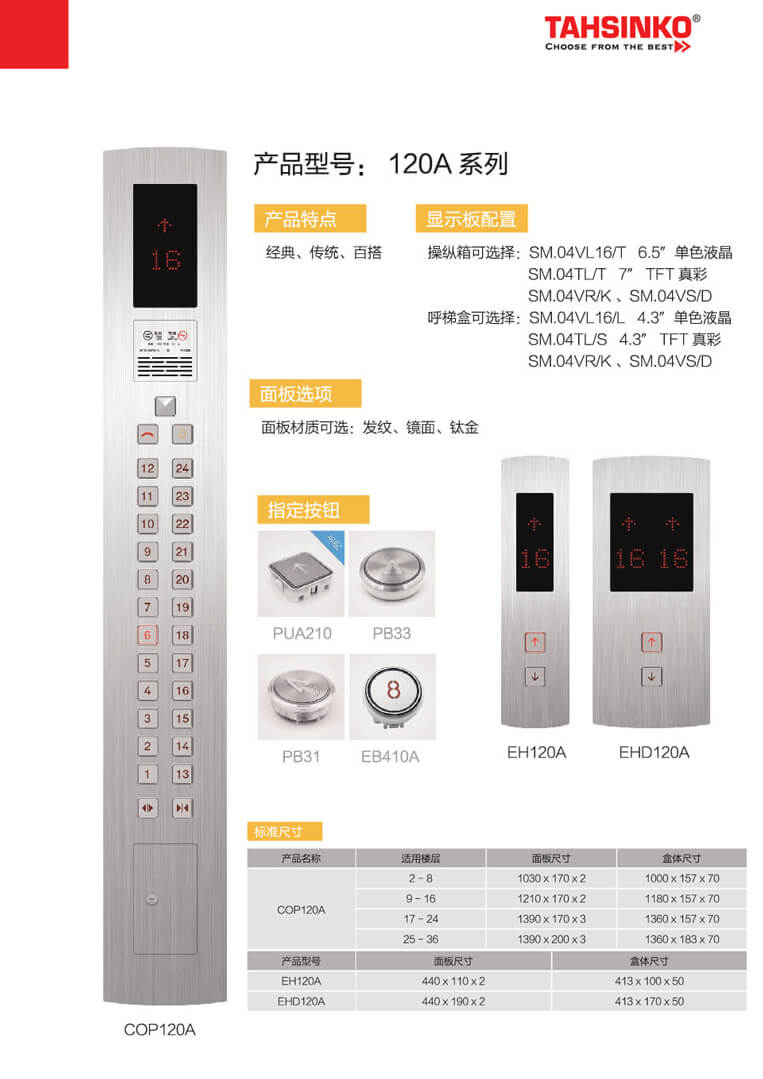 TAHSINKO®
CHOOSE FROM THE BEST
产品型号： 120A 系列
产品特点
经典、传统、百搭
显示板配置
操纵箱可选择： SM.04VL16/T 6.5″ 单色液晶
SM.04TL/T 7″ TFT 真彩
SM.04VR/K 、SM.04VS/D
呼梯盒可选择： SM.04VL16/L 4.3″ 单色液晶
SM.04TL/S 4.3″ TFT 真彩
SM.04VR/K 、SM.04VS/D
面板选项
面板材质可选：发纹、镜面、钛金
指定按钮
PUA210 PB33
8
PB31 EB410A
16
12 24
11 23
10 22
9 21
8 20
7 19
6 18
5 17
4 16
3 15
2 14
1 13
COP120A
16
EH120A
16 16
EHD120A
标准尺寸
产品名称 适用楼层 面板尺寸 盒体尺寸
COP120A
2 - 8 1030 x 170 x 2 1000 x 157 x 70
9 - 16 1210 x 170 x 2 1180 x 157 x 70
17 - 24 1390 x 170 x 3 1360 x 157 x 70
25 - 36 1390 x 200 x 3 1360 x 183 x 70
产品型号 面板尺寸 盒体尺寸
EH120A 440 x 110 x 2 413 x 100 x 50
EHD120A 440 x 190 x 2 413 x 170 x 50